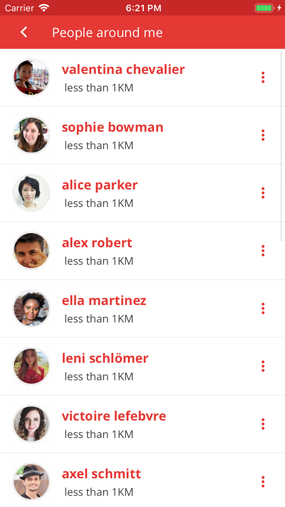 Carrier 6:21 PM
People around me
valentina chevalier
less than 1KM
sophie bowman
less than 1KM
alice parker
less than 1KM
alex robert
less than 1KM
ella martinez
less than 1KM
leni schlömer
less than 1KM
victoire lefebvre
less than 1KM
axel schmitt
less than 1KM